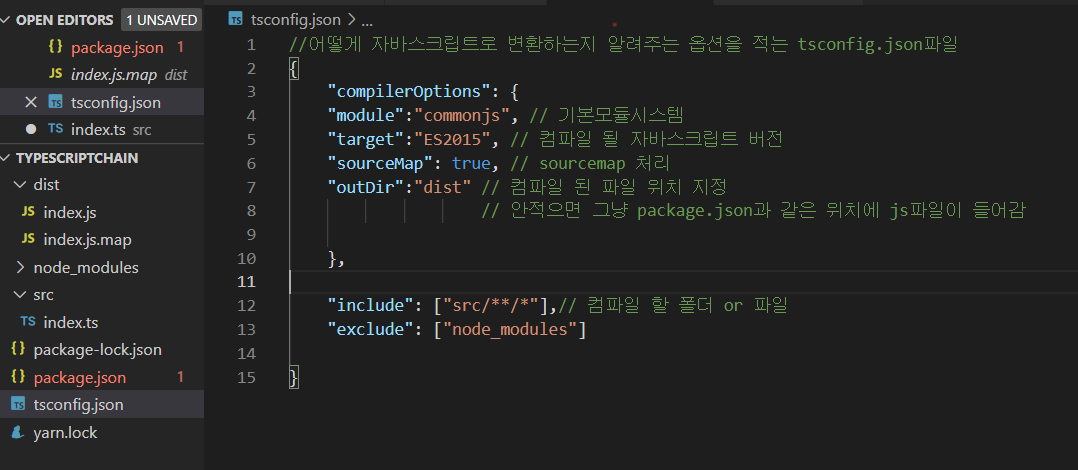 OPEN EDITORS 1 UNSAVED
{} package.json 1
JS index.js.map dist
TS tsconfig.json
TS index.ts src
TYPESCRIPTCHAIN
dist
JS index.js
JS index.js.map
node_modules
src
TS index.ts
{} package-lock.json
{} package.json 1
TS tsconfig.json
yarn.lock
TS tsconfig.json > ...
1 //어떻게 자바스크립트로 변환하는지 알려주는 옵션을 적는 tsconfig.json파일
2 {
3 "compilerOptions": {
4 "module":"commonjs", // 기본모듈시스템
5 "target":"ES2015", // 컴파일 될 자바스크립트 버전
6 "sourceMap": true, // sourcemap 처리
7 "outDir":"dist" // 컴파일 된 파일 위치 지정
8 // 안적으면 그냥 package.json과 같은 위치에 js파일이 들어감
9
10 },
11
12 "include": ["src/**/*"],// 컴파일 할 폴더 or 파일
13 "exclude": ["node_modules"]
14
15 }